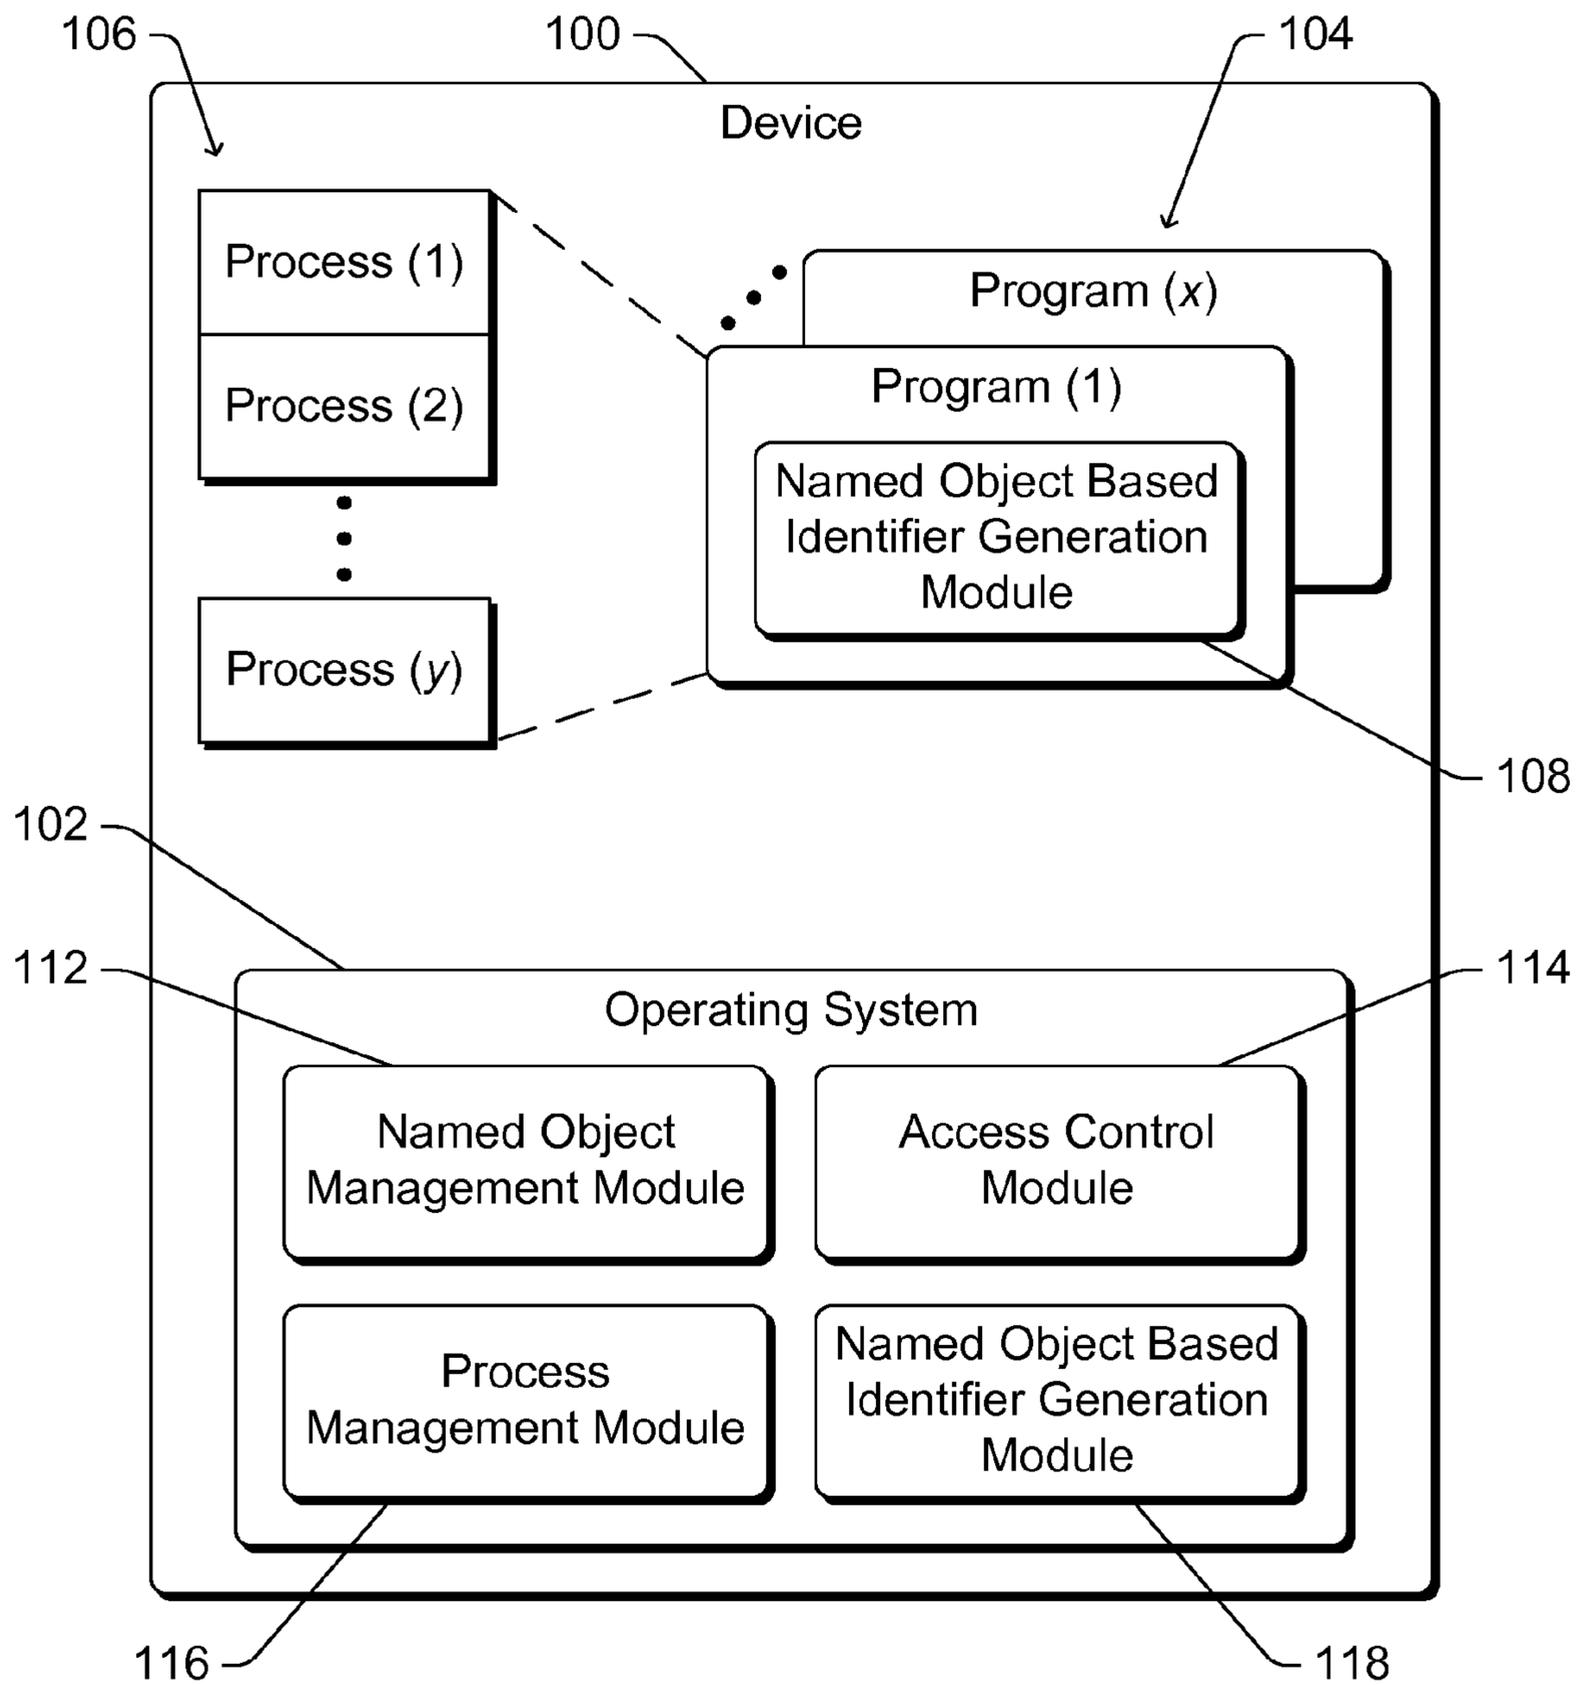 106
100
104
Device
Process (1)
Process (2)
Process (y)
Program (x)
Program (1)
Named Object Based
Identifier Generation
Module
108
102
112
114
Operating System
Named Object
Management Module
Access Control
Module
Process
Management Module
Named Object Based
Identifier Generation
Module
116
118